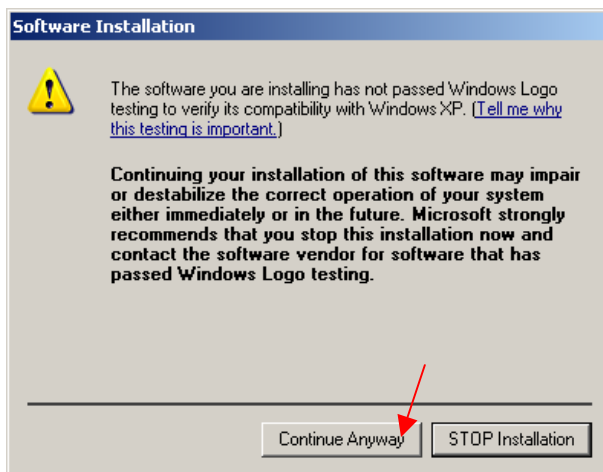 Software Installation
The software you are installing has not passed Windows Logo
testing to verify its compatibility with Windows XP. (Tell me why
this testing is important.)
Continuing your installation of this software may impair
or destabilize the correct operation of your system
either immediately or in the future. Microsoft strongly
recommends that you stop this installation now and
contact the software vendor for software that has
passed Windows Logo testing.
Continue Anyway
STOP Installation